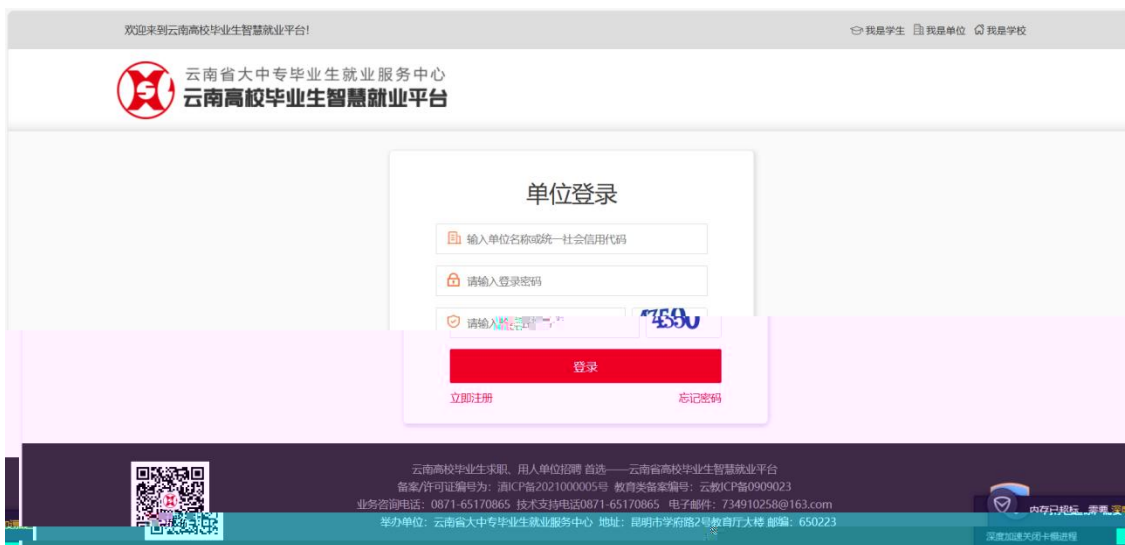 欢迎来到云南高校毕业生智慧就业平台!
我是学生 我是单位 我是学校
云南省大中专毕业生就业服务中心
云南高校毕业生智慧就业平台
单位登录
输入单位名称或统一社会信用代码
请输入登录密码
请输入
登录
立即注册 忘记密码
云南高校毕业生求职、用人单位招聘 首选——云南省高校毕业生智慧就业平台
备案/许可证编号为: 滇ICP备2021000005号 教育类备案编号: 云教ICP备0909023
业务咨询电话: 0871-65170865 技术支持电话0871-65170865 电子邮件: 734910258@163.com
举办单位: 云南省大中专毕业生就业服务中心 地址: 昆明市学府路2号教育厅大楼 邮编: 650223
内存已超标, 需要
深度加速关闭卡慢进程